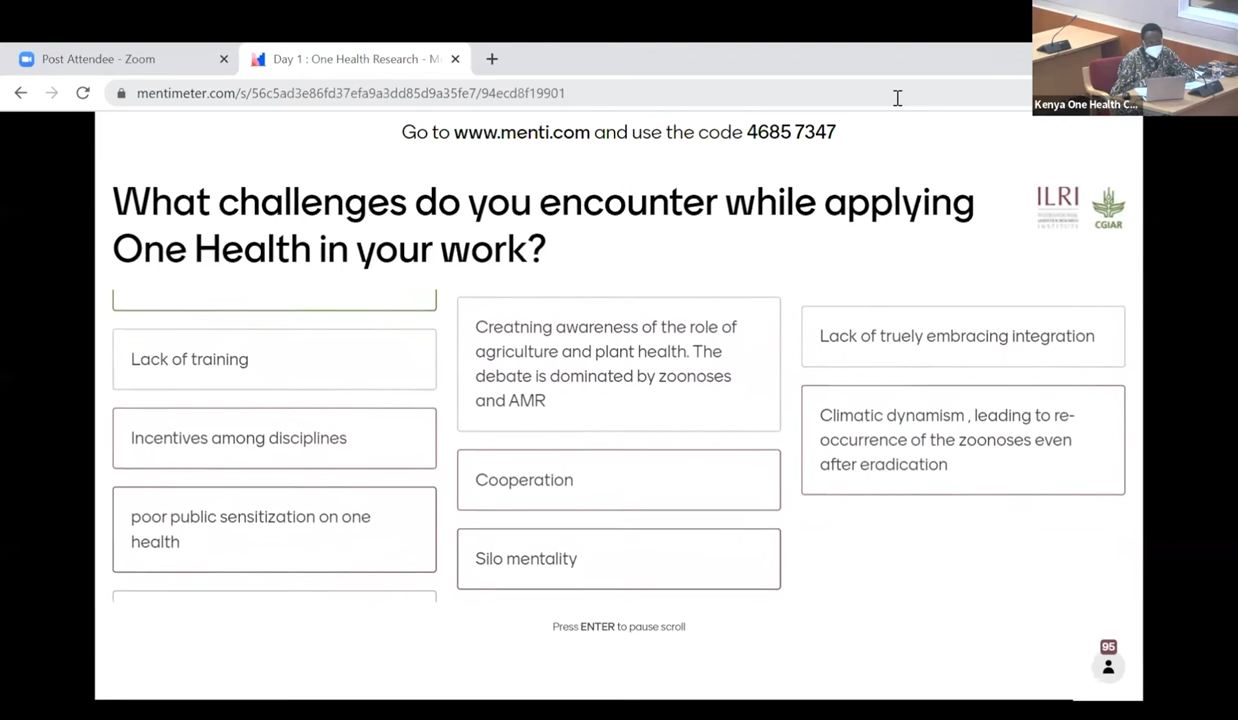 Post Attendee - Zoom
Day 1 : One Health Research - M
mentimeter.com/s/56c5ad3e86fd37efa9a3dd85d9a35fe7/94ecd8f19901
Kenya One Health C...
Go to www.menti.com and use the code 4685 7347
What challenges do you encounter while applying
One Health in your work?
ILRI
INSTITUTE
CGIAR
Lack of training
Incentives among disciplines
poor public sensitization on one
health
Creatning awareness of the role of
agriculture and plant health. The
debate is dominated by zoonoses
and AMR
Cooperation
Silo mentality
Lack of truely embracing integration
Climatic dynamism , leading to re-
occurrence of the zoonoses even
after eradication
Press ENTER to pause scroll
95